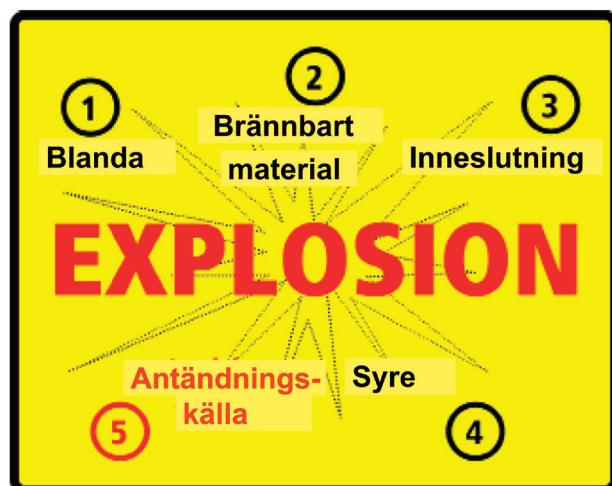 1
Blanda
2
Brännbart
material
3
Inneslutning
EXPLOSION
Antändnings-
källa
5
Syre
4